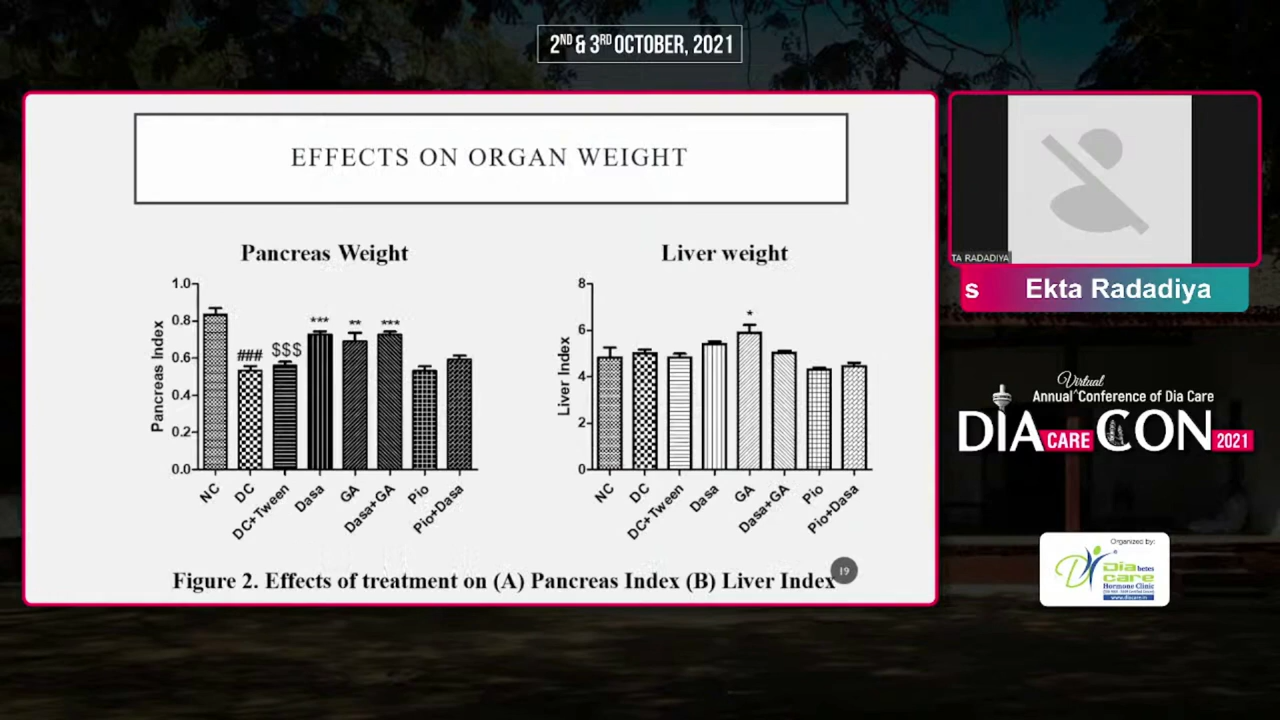 2ND & 3RD OCTOBER, 2021
EFFECTS ON ORGAN WEIGHT
Pancreas Weight
Pancreas Index
1.0
0.8
0.6
0.4
0.2
0.0
###
$$$
***
**
***
NC
DC
DC+Tween
Dasa
GA
Dasa+GA
Pio
Pio+Dasa
Liver weight
Liver Index
8
6
4
2
0
*
NC
DC
DC+Tween
Dasa
GA
Dasa+GA
Pio
Pio+Dasa
Figure 2. Effects of treatment on (A) Pancreas Index (B) Liver Index
19
TA RADADIYA
s Ekta Radadiya
Virtual
Annual ^ Conference of Dia Care
DIA CARE CON 2021
Organized by:
Diabetes
care
Hormone Clinic
www.diacare.in